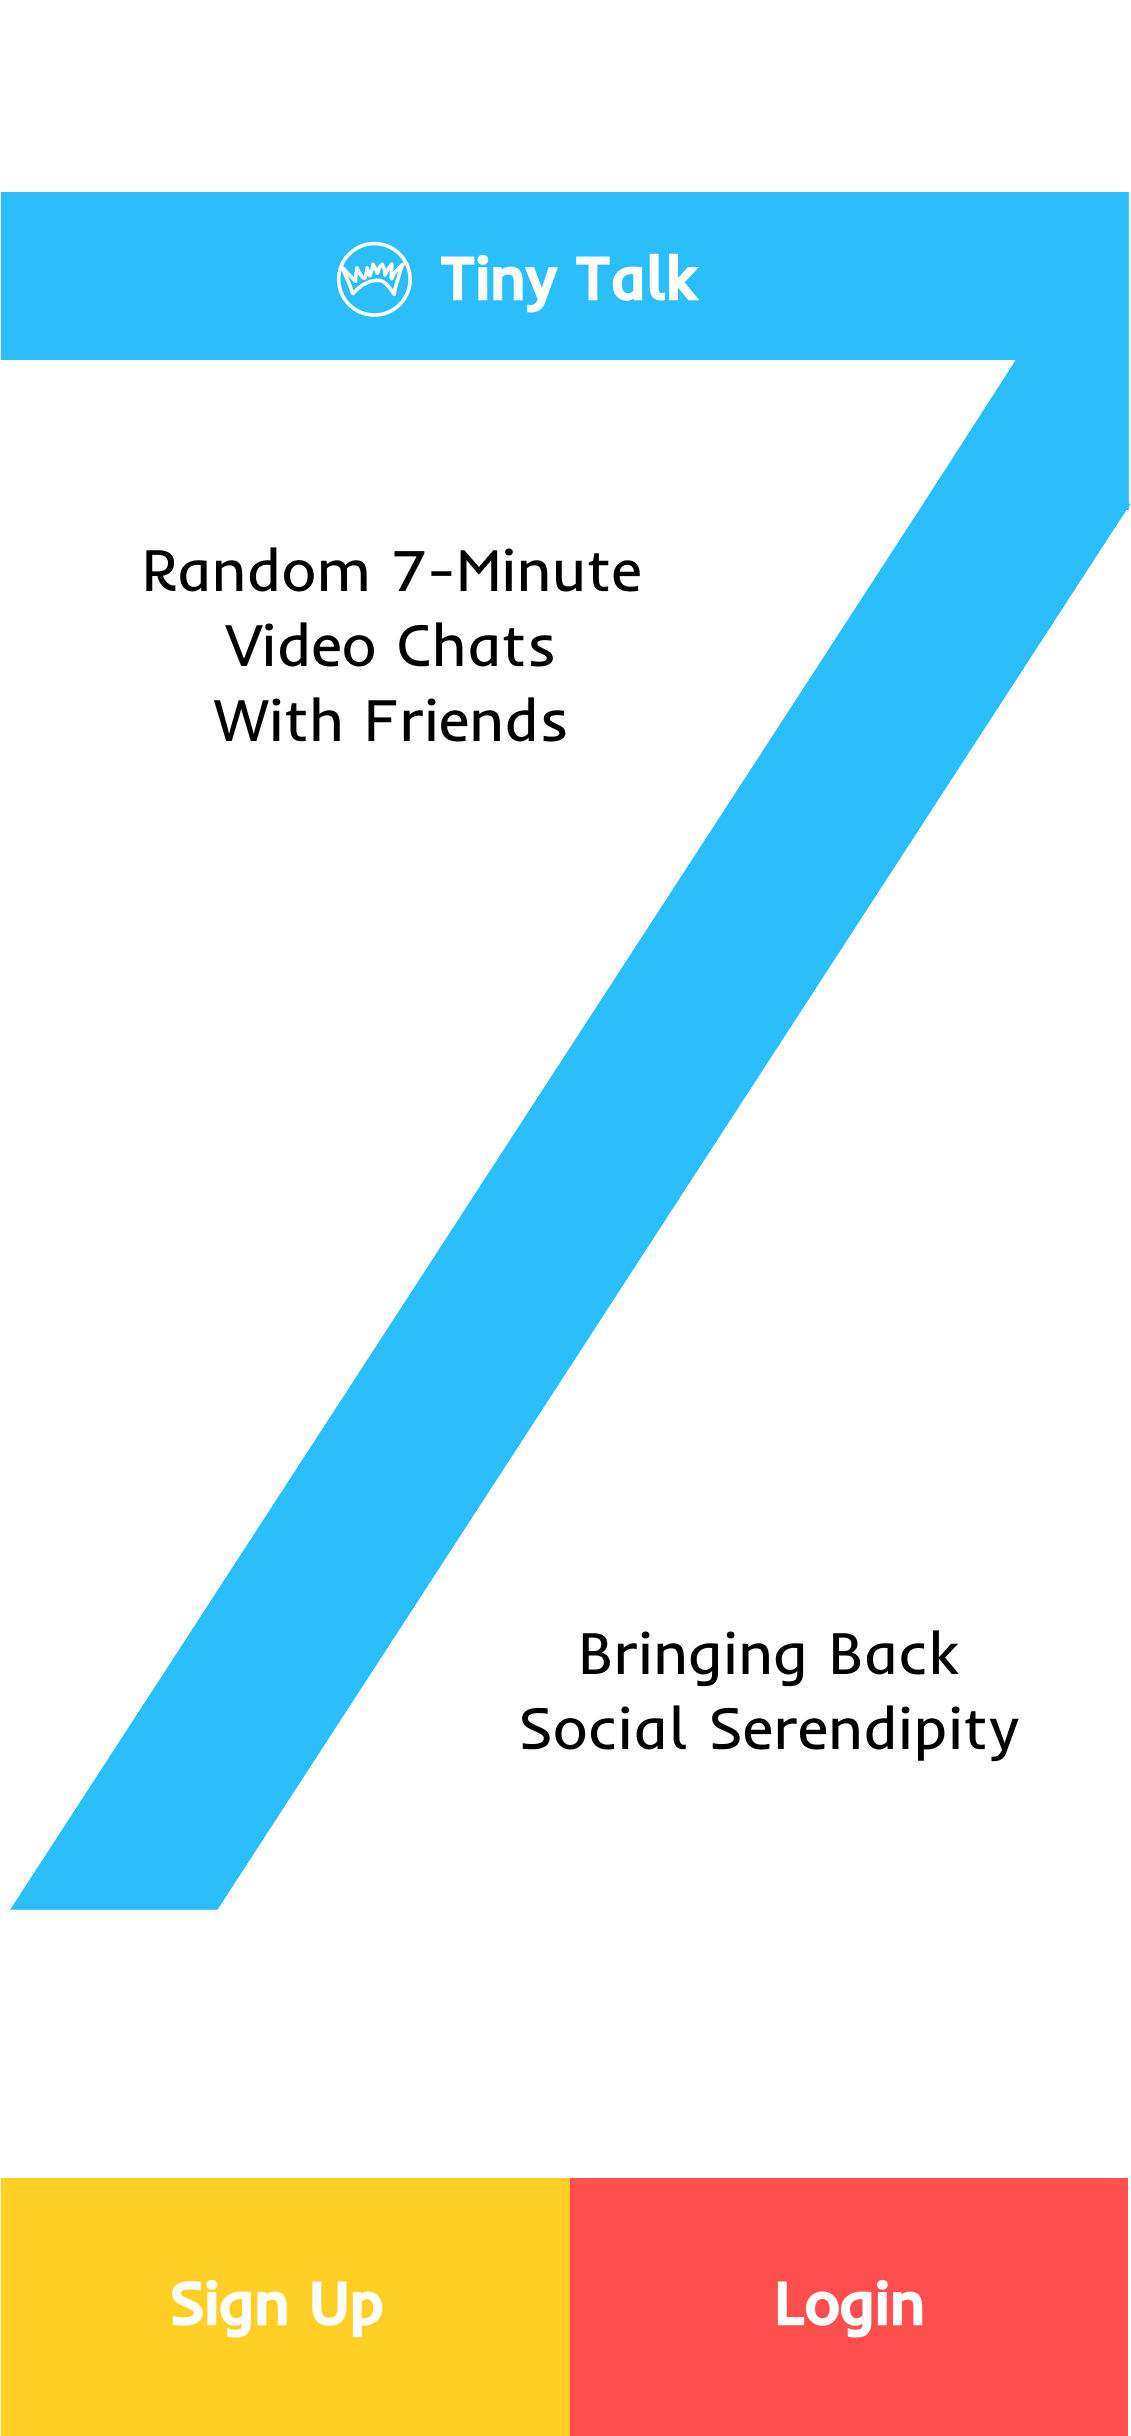 Tiny Talk
Random 7-Minute
Video Chats
With Friends
Bringing Back
Social Serendipity
Sign Up
Login